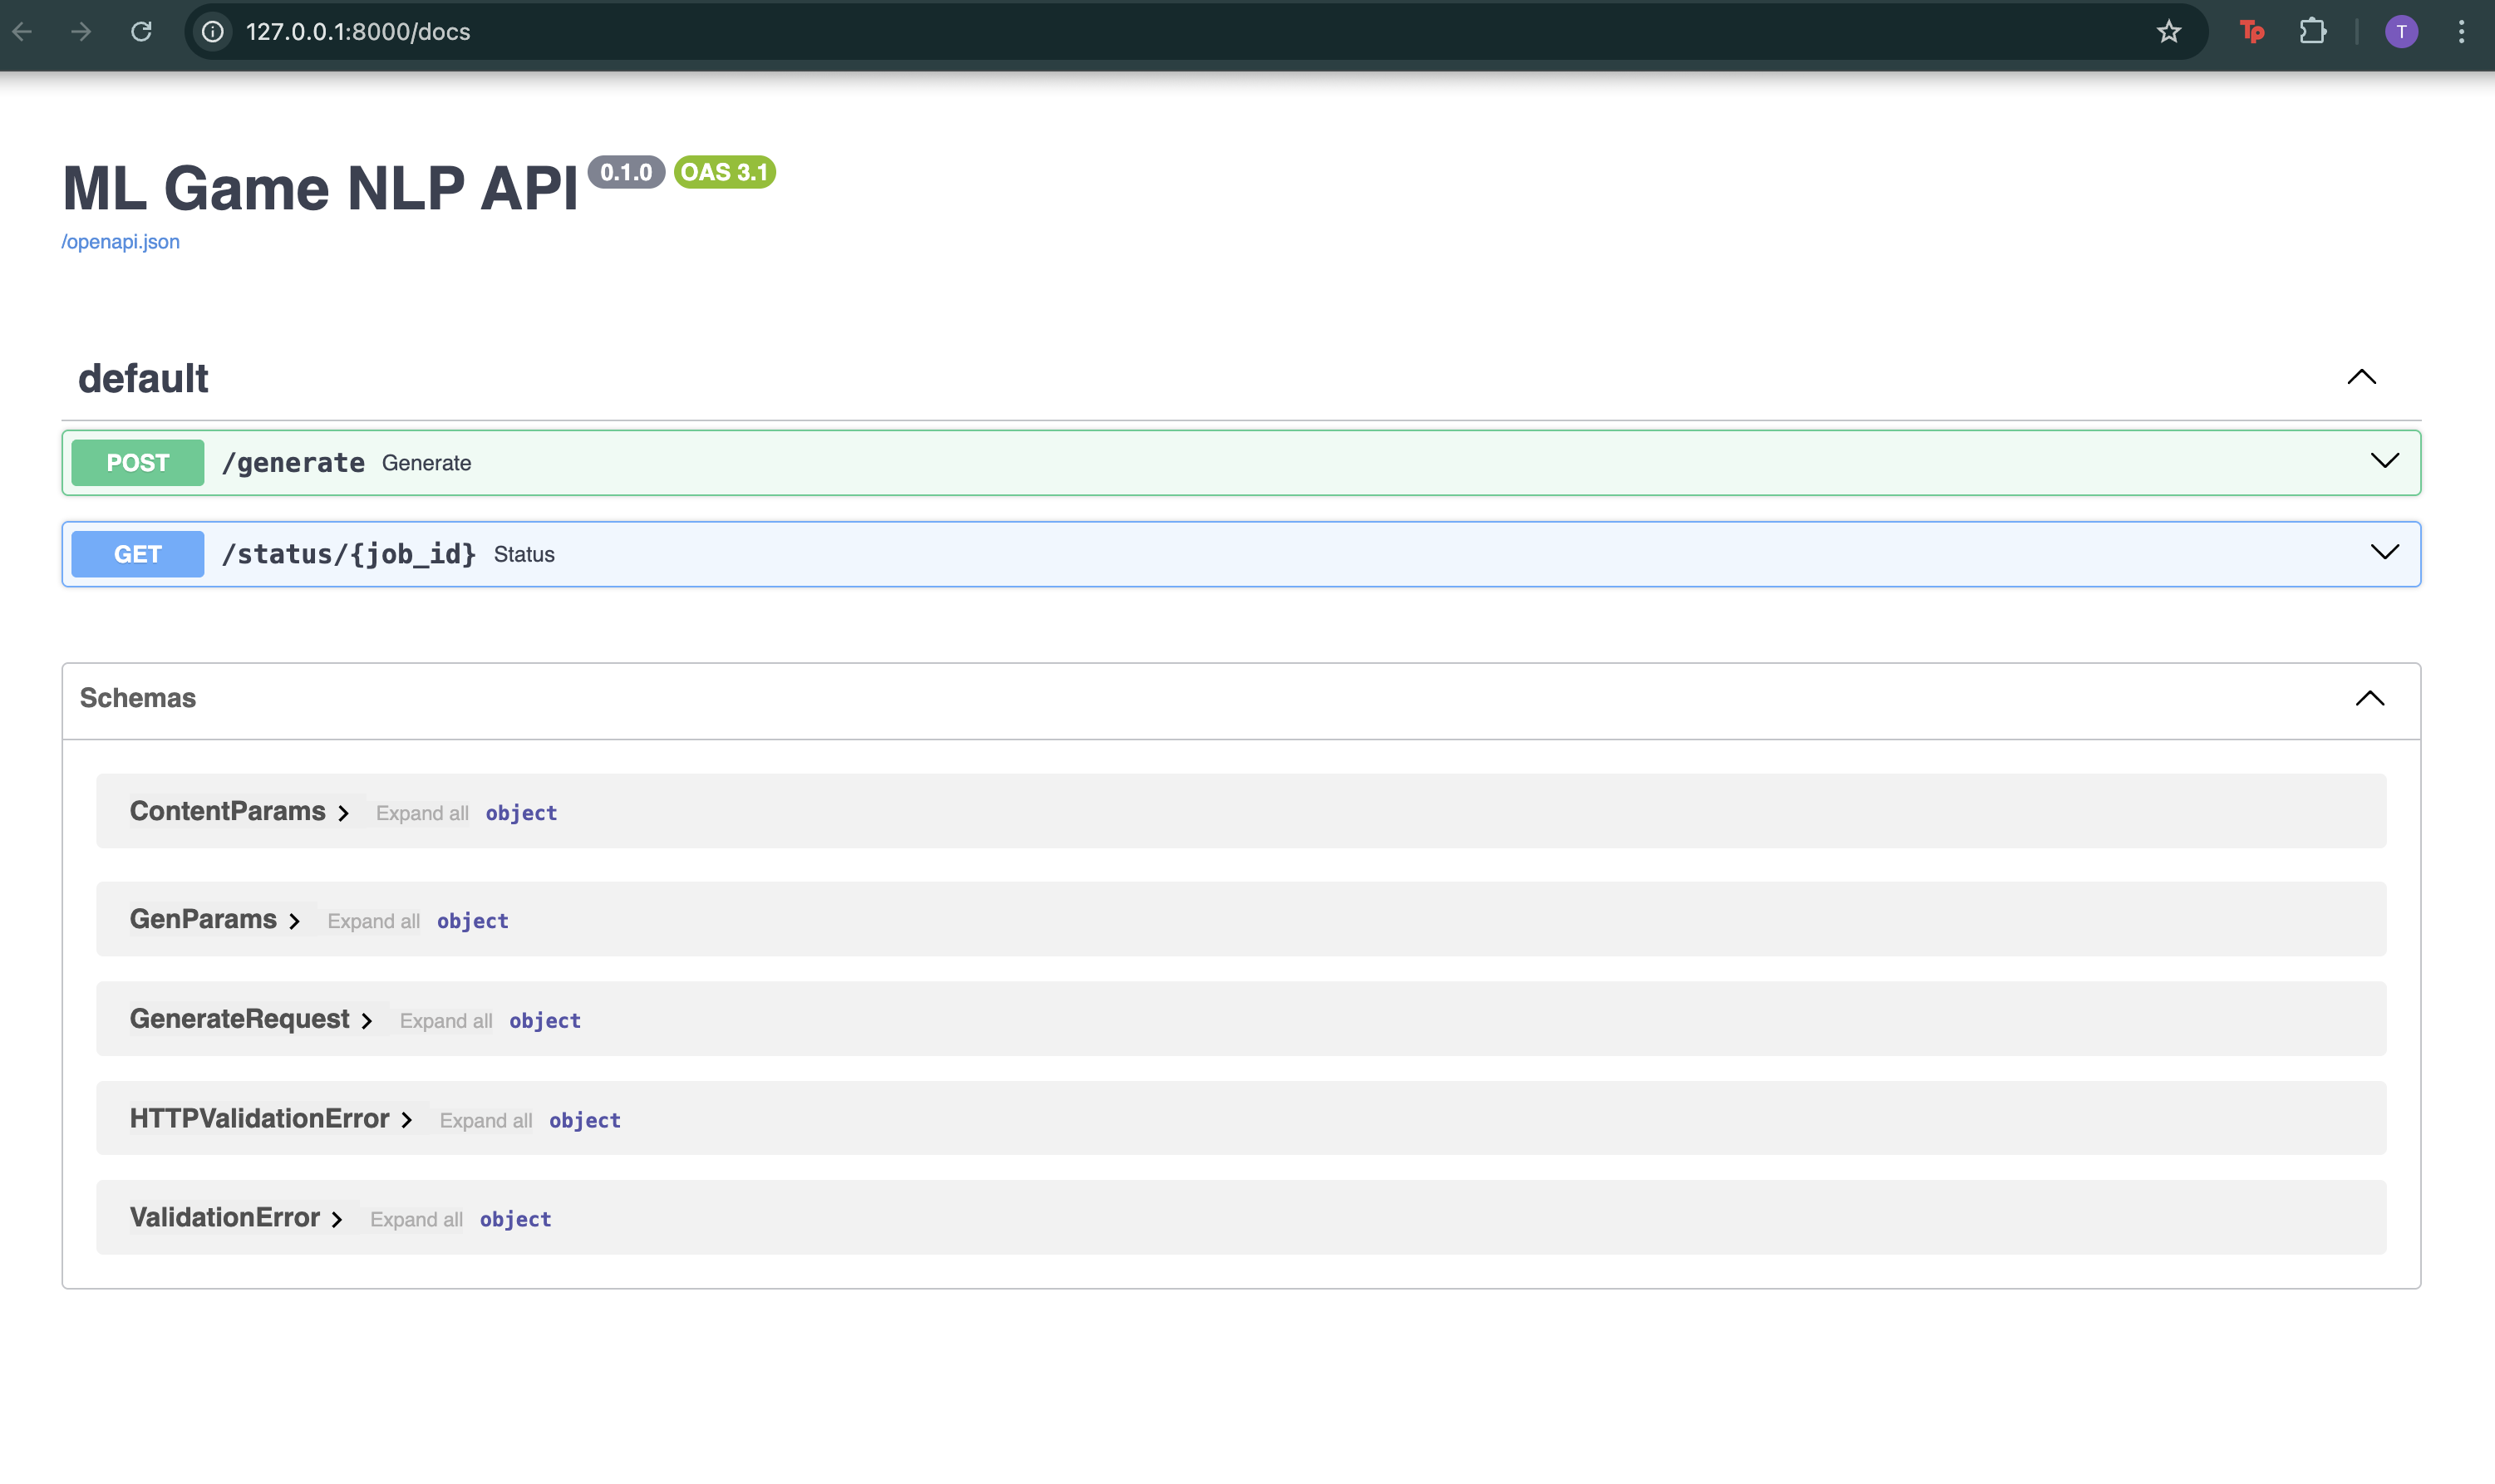 127.0.0.1:8000/docs
Tp
T
ML Game NLP API 0.1.0 OAS 3.1
/openapi.json
default
POST /generate Generate
GET /status/{job_id} Status
Schemas
ContentParams Expand all object
GenParams Expand all object
GenerateRequest Expand all object
HTTPValidationError Expand all object
ValidationError Expand all object